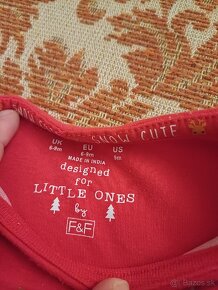 SNOW CUTE
UK EU US
6-9m 6-9m 9m
MADE IN INDIA
designed
for
LITTLE ONES
by
F&F
bazos.sk